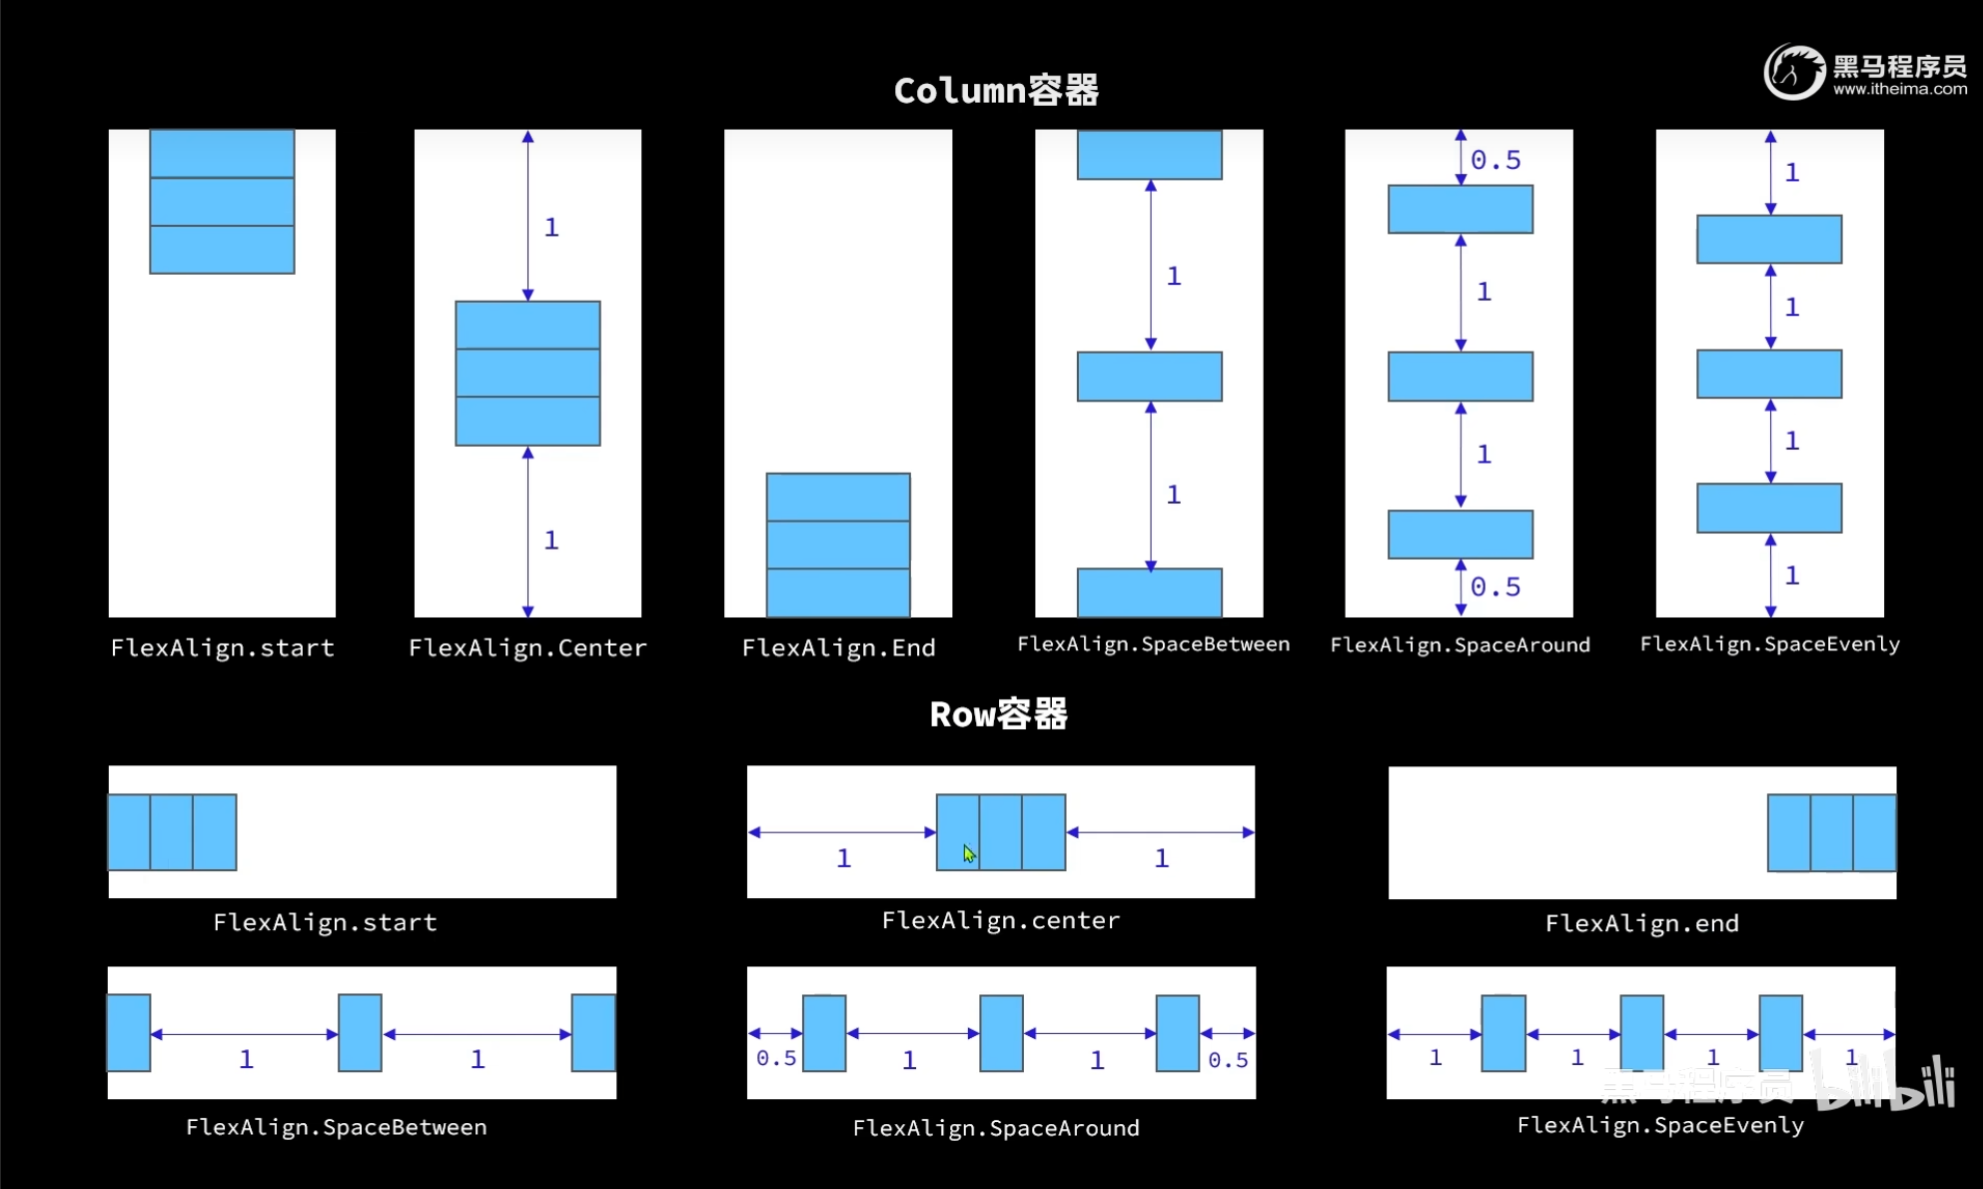 黑马程序员
www.itheima.com
Column容器
1
1
1
1
0.5
1
1
0.5
1
1
1
1
FlexAlign.start
FlexAlign.Center
FlexAlign.End
FlexAlign.SpaceBetween
FlexAlign.SpaceAround
FlexAlign.SpaceEvenly
Row容器
1
1
FlexAlign.start
FlexAlign.center
FlexAlign.end
1
1
0.5
1
1
0.5
1
1
1
1
黑马程序员 bilibili
FlexAlign.SpaceBetween
FlexAlign.SpaceAround
FlexAlign.SpaceEvenly